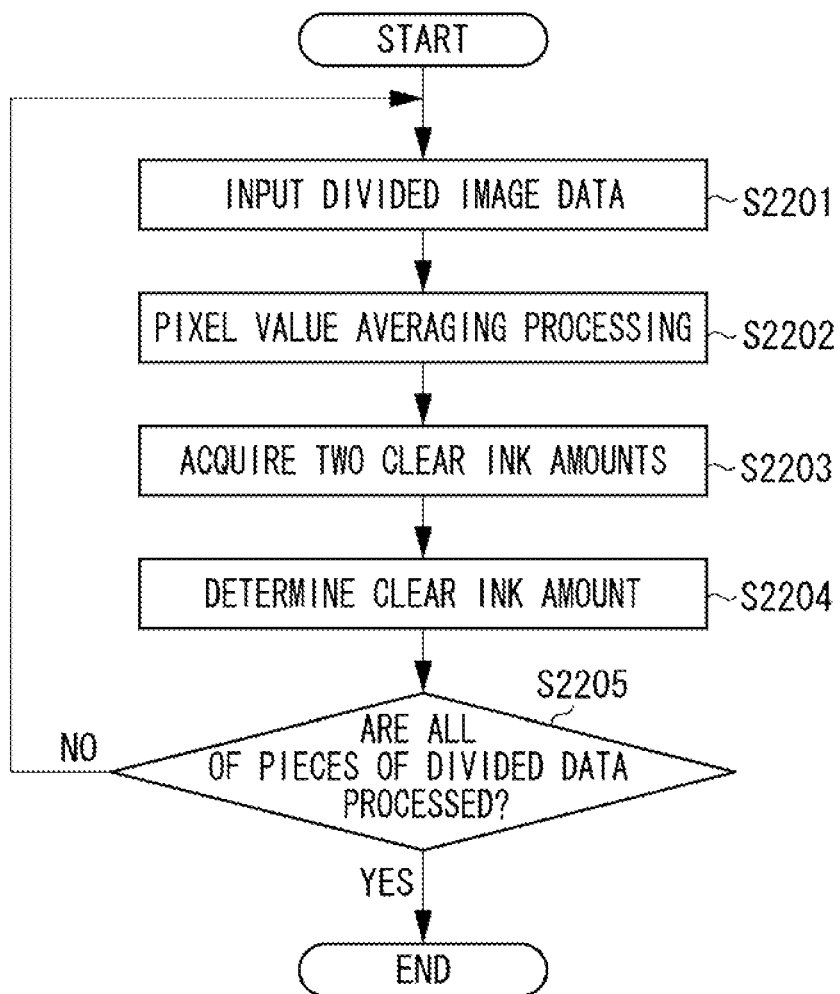 START
INPUT DIVIDED IMAGE DATA
S2201
PIXEL VALUE AVERAGING PROCESSING
S2202
ACQUIRE TWO CLEAR INK AMOUNTS
S2203
DETERMINE CLEAR INK AMOUNT
S2204
S2205
ARE ALL
OF PIECES OF DIVIDED DATA
PROCESSED?
NO
YES
END